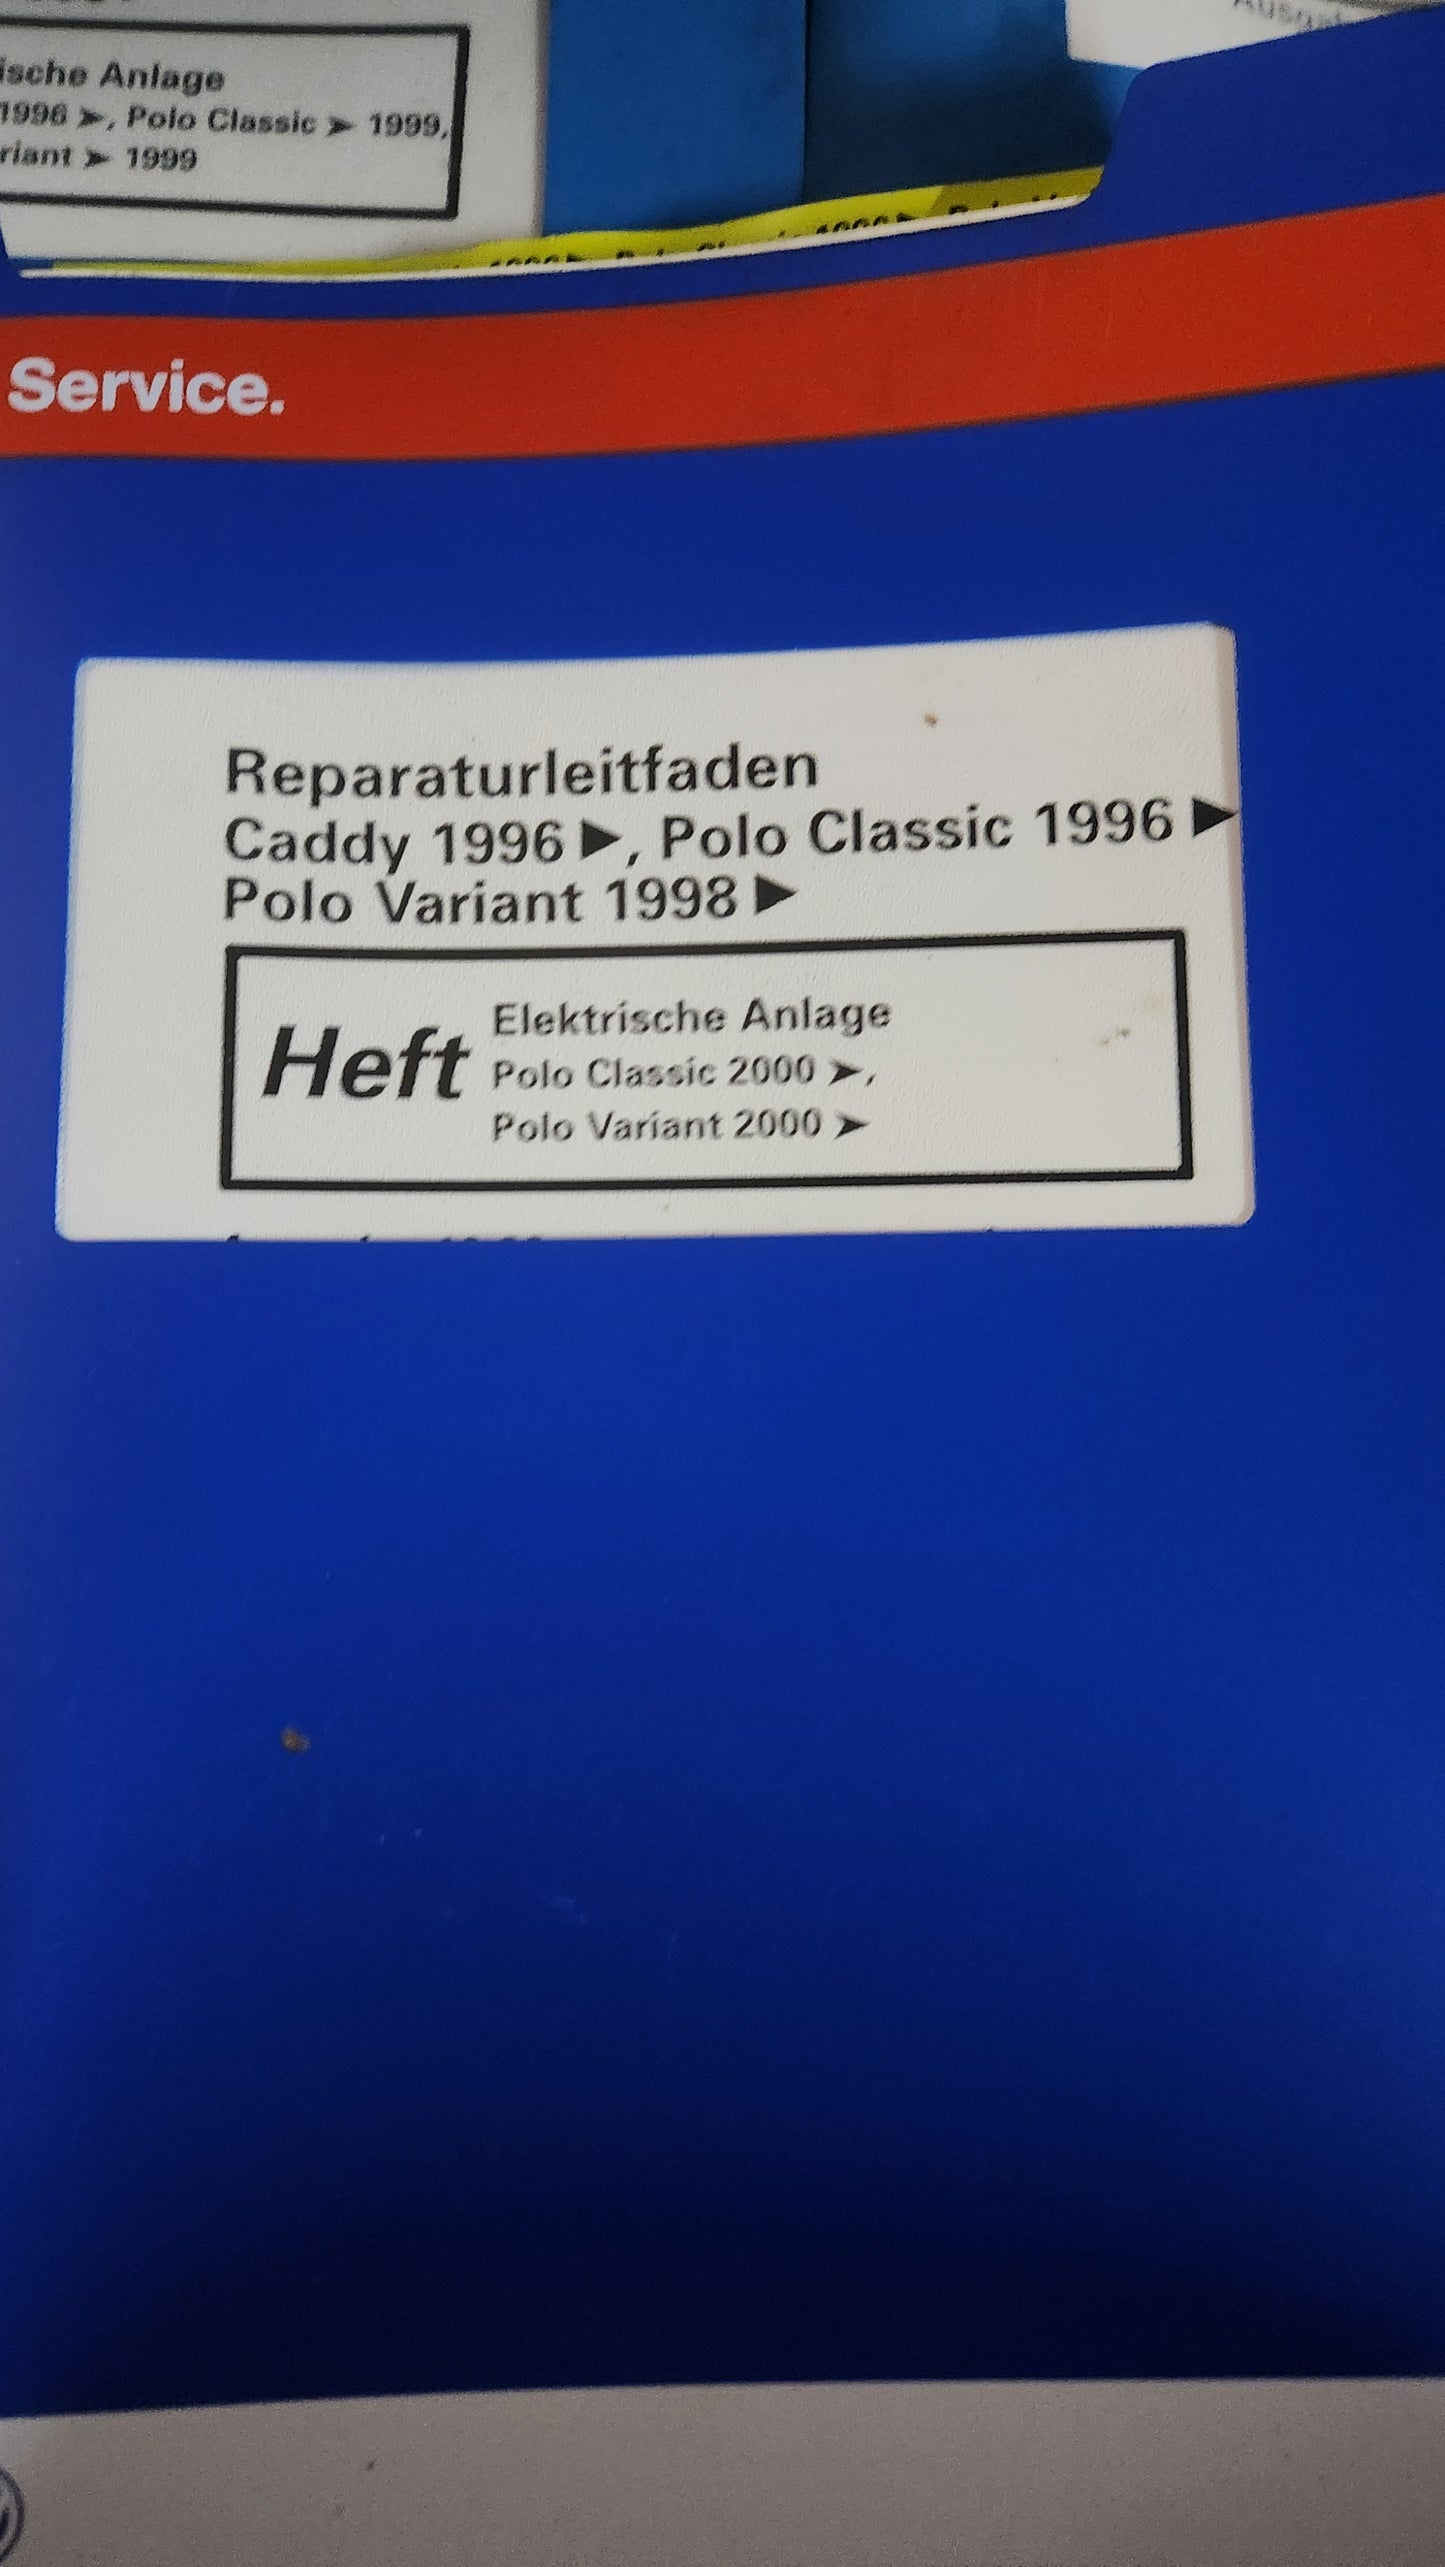 ische Anlage
1996 ➤, Polo Classic ➤ 1999,
riant ➤ 1999
Service.
Reparaturleitfaden
Caddy 1996 ►, Polo Classic 1996 ►
Polo Variant 1998 ►
Heft
Elektrische Anlage
Polo Classic 2000 ➤,
Polo Variant 2000 ➤